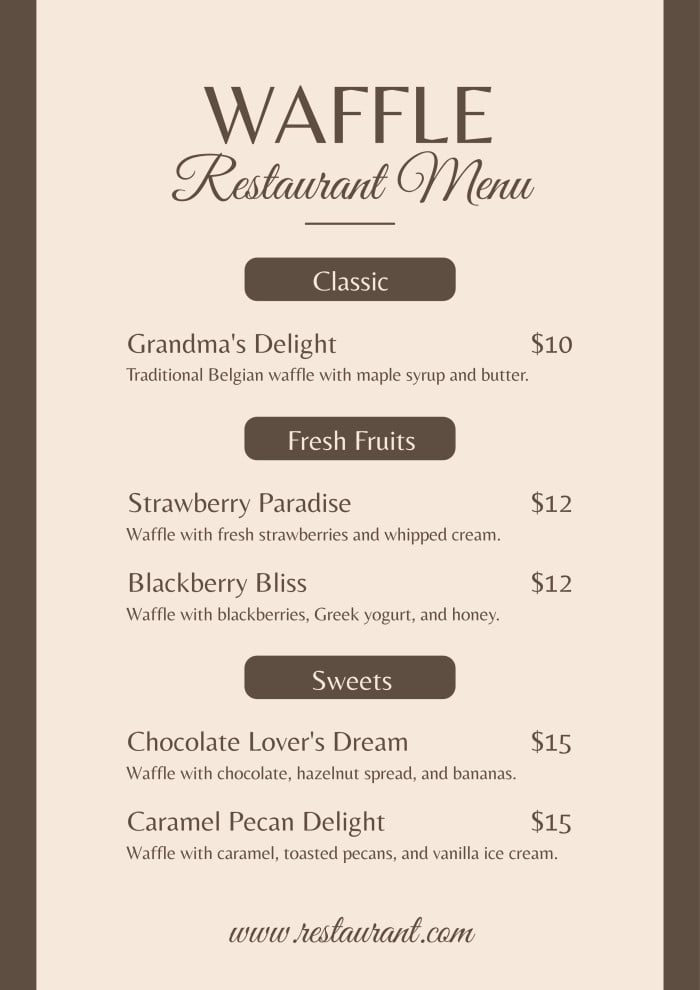 WAFFLE
Restaurant Menu
Classic
Grandma's Delight $10
Traditional Belgian waffle with maple syrup and butter.
Fresh Fruits
Strawberry Paradise $12
Waffle with fresh strawberries and whipped cream.
Blackberry Bliss $12
Waffle with blackberries, Greek yogurt, and honey.
Sweets
Chocolate Lover's Dream $15
Waffle with chocolate, hazelnut spread, and bananas.
Caramel Pecan Delight $15
Waffle with caramel, toasted pecans, and vanilla ice cream.
www.restaurant.com